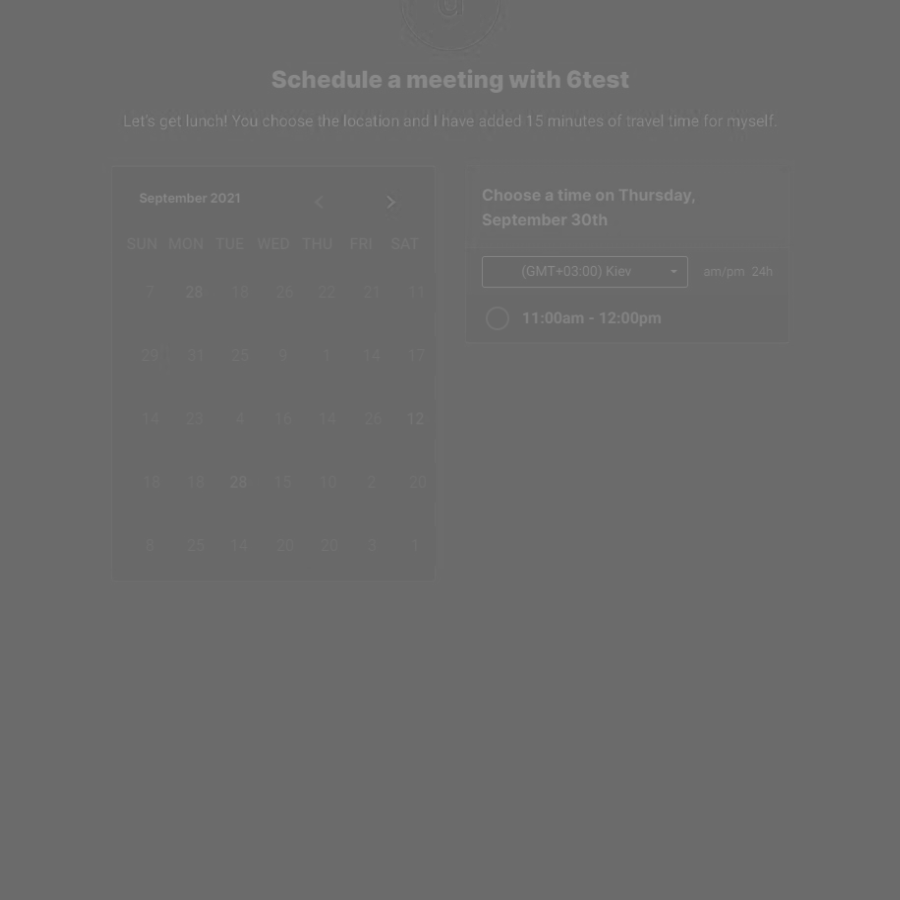 Schedule a meeting with 6test
Let's get lunch! You choose the location and I have added 15 minutes of travel time for myself.
September 2021
SUN MON TUE WED THU FRI SAT
7 28 18 26 22 21 11
29 31 25 9 1 14 17
14 23 4 16 14 26 12
18 18 28 15 10 2 20
8 25 14 20 20 3 1
Choose a time on Thursday,
September 30th
(GMT+03:00) Kiev am/pm 24h
11:00am - 12:00pm